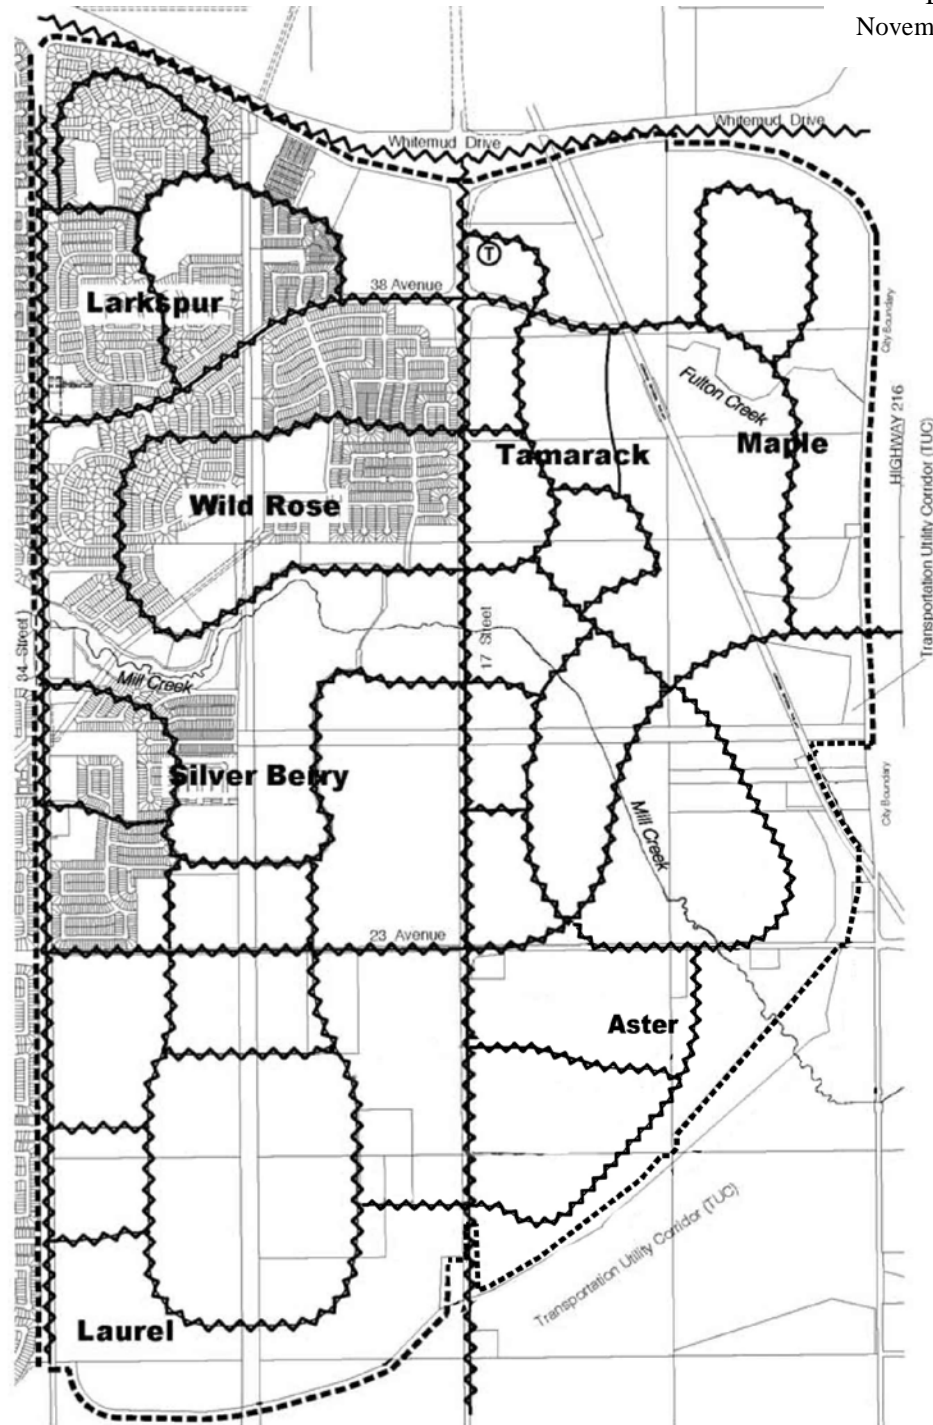 Novem
Whitemud Drive
Whitemud Drive
T
38 Avenue
Larkspur
City Boundary
Fulton Creek
HIGHWAY 216
Maple
Tamarack
Wild Rose
Transportation Utility Corridor (TUC)
34 Street
17 Street
Mill Creek
Silver Berry
City Boundary
Mill Creek
23 Avenue
Aster
Transportation Utility Corridor (TUC)
Laurel